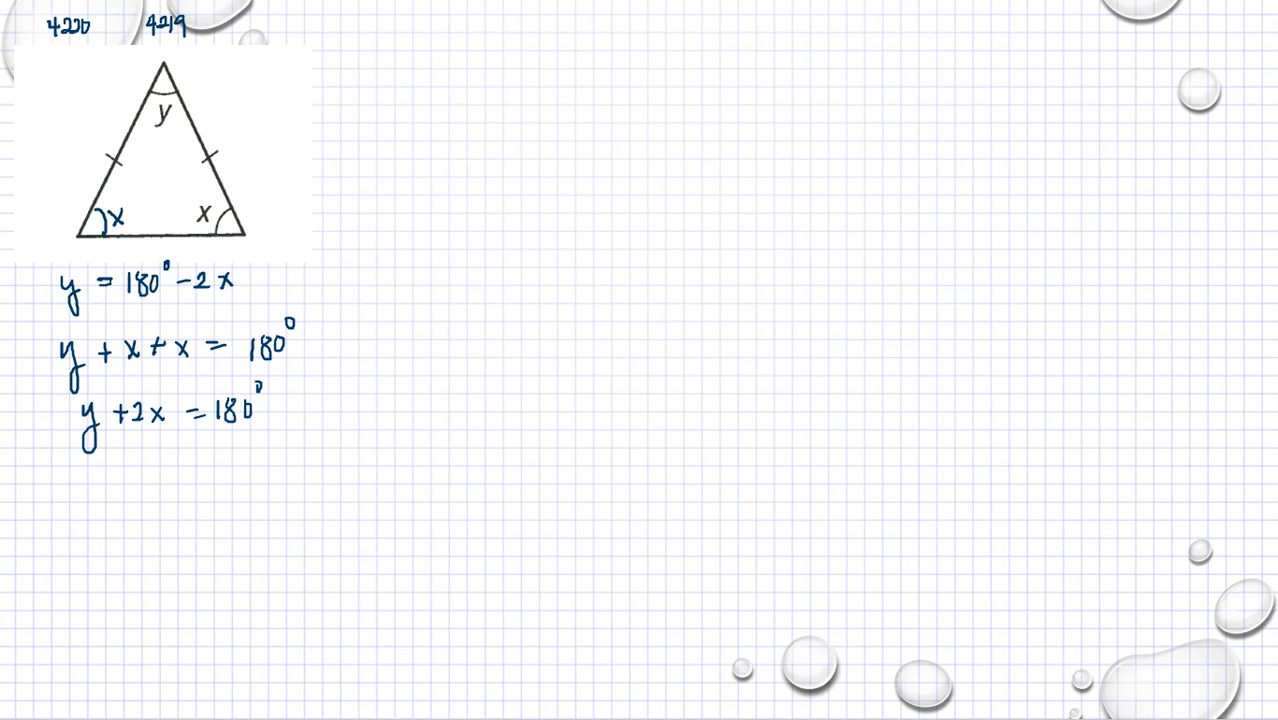 4220 4219
y
x x
y = 180° - 2x
y + x + x = 180°
y + 2x = 180°